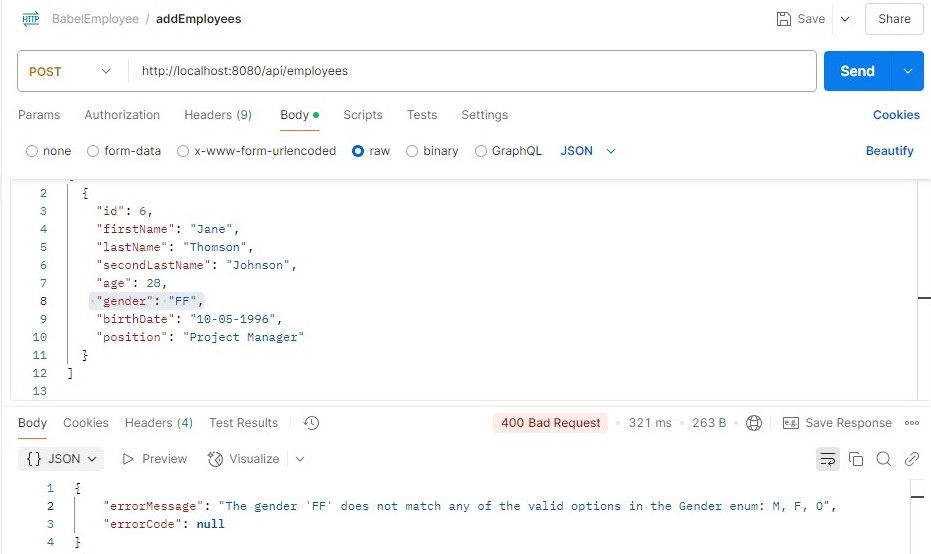 HTTP BabelEmployee / addEmployees Save Share
POST http://localhost:8080/api/employees Send
Params Authorization Headers (9) Body Scripts Tests Settings Cookies
none form-data x-www-form-urlencoded raw binary GraphQL JSON Beautify
2 {
3 "id": 6,
4 "firstName": "Jane",
5 "lastName": "Thomson",
6 "secondLastName": "Johnson",
7 "age": 28,
8 "gender": "FF",
9 "birthDate": "10-05-1996",
10 "position": "Project Manager"
11 }
12 ]
13
Body Cookies Headers (4) Test Results 400 Bad Request • 321 ms • 263 B e.g. Save Response
{} JSON Preview Visualize
1 {
2 "errorMessage": "The gender 'FF' does not match any of the valid options in the Gender enum: M, F, O",
3 "errorCode": null
4 }